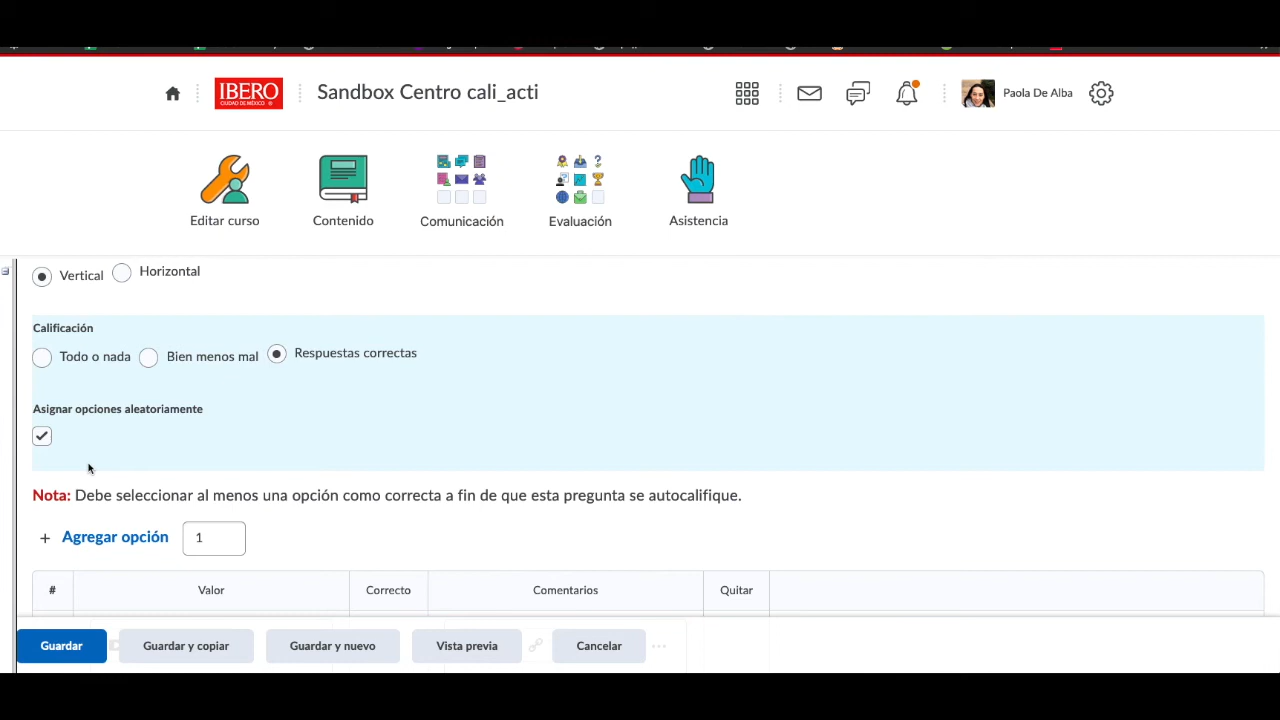 IBERO
CIUDAD DE MÉXICO ®
Sandbox Centro cali_acti
Paola De Alba
Editar curso
Contenido
Comunicación
Evaluación
Asistencia
Vertical
Horizontal
Calificación
Todo o nada
Bien menos mal
Respuestas correctas
Asignar opciones aleatoriamente
Nota: Debe seleccionar al menos una opción como correcta a fin de que esta pregunta se autocalifique.
+ Agregar opción 1
# Valor Correcto Comentarios Quitar
Guardar
Guardar y copiar
Guardar y nuevo
Vista previa
Cancelar